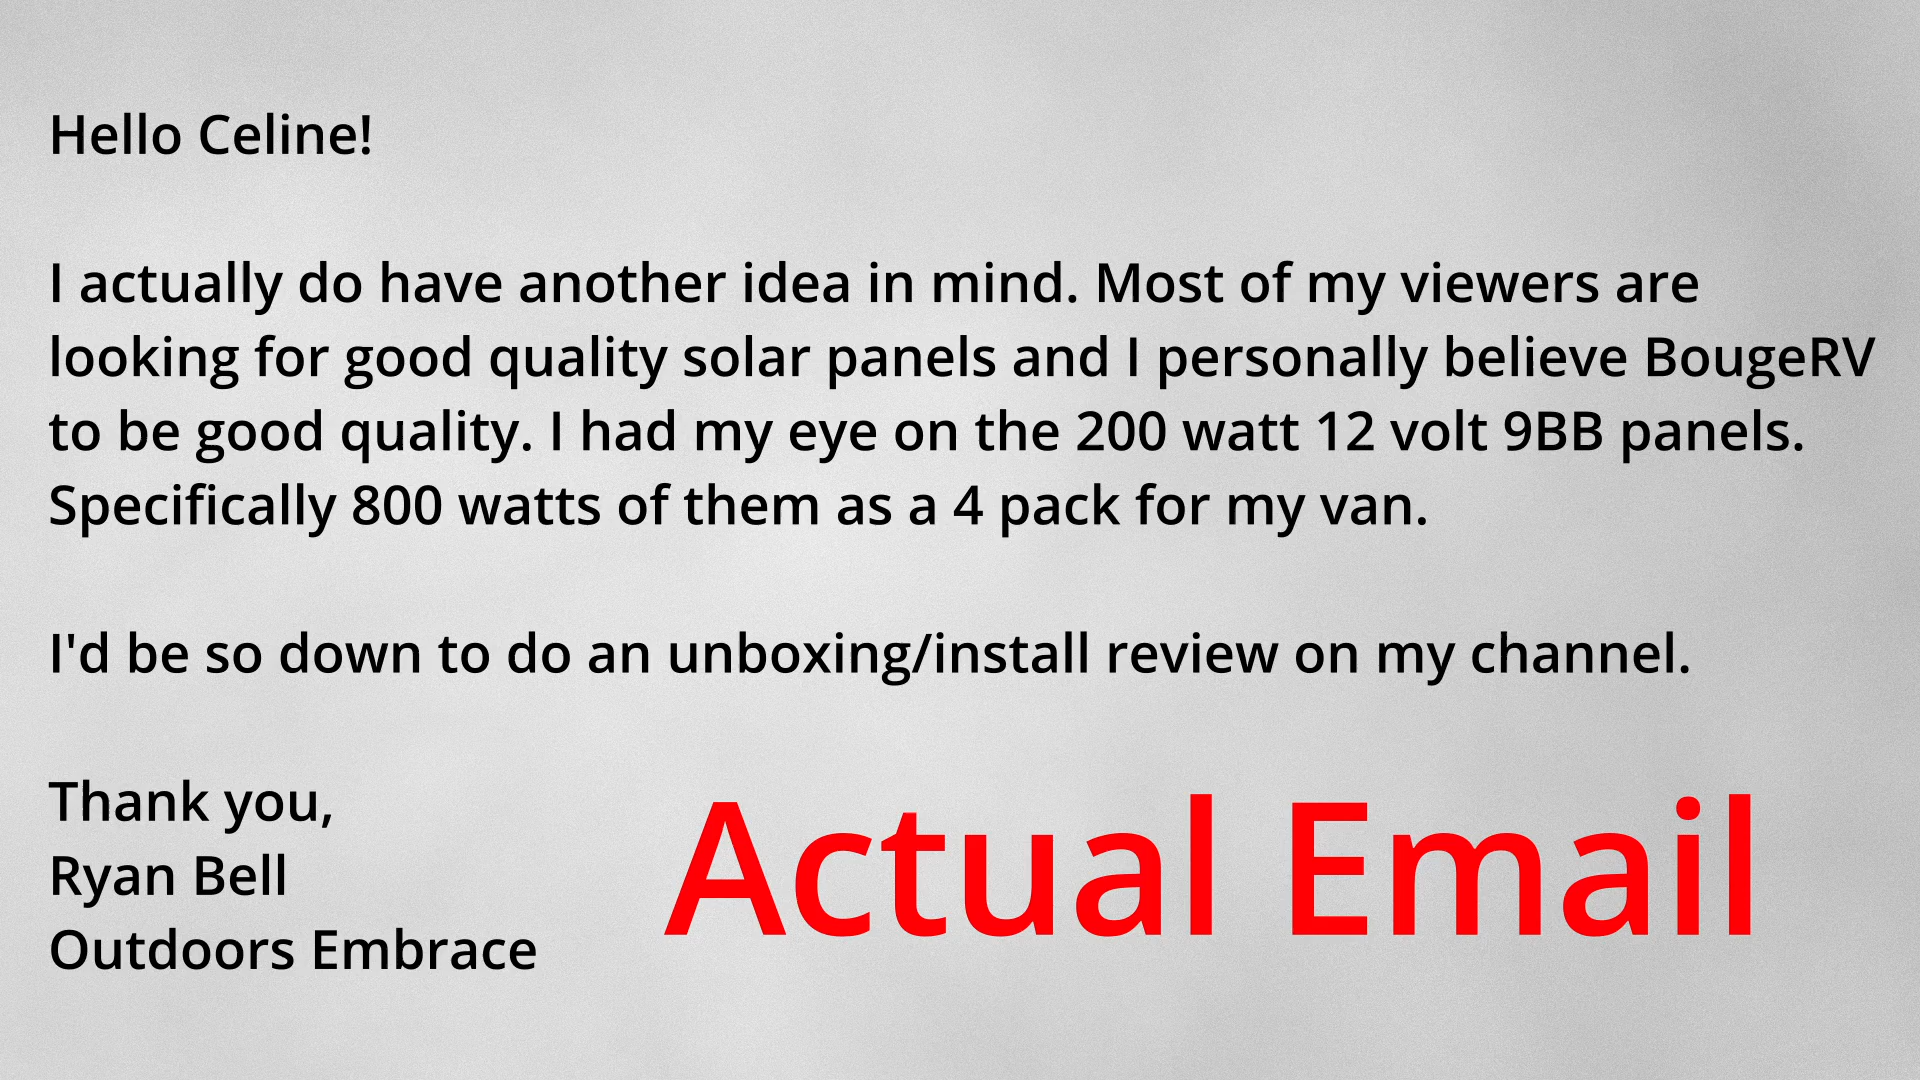 Hello Celine!
I actually do have another idea in mind. Most of my viewers are
looking for good quality solar panels and I personally believe BougeRV
to be good quality. I had my eye on the 200 watt 12 volt 9BB panels.
Specifically 800 watts of them as a 4 pack for my van.
I'd be so down to do an unboxing/install review on my channel.
Thank you,
Ryan Bell
Outdoors Embrace
Actual Email